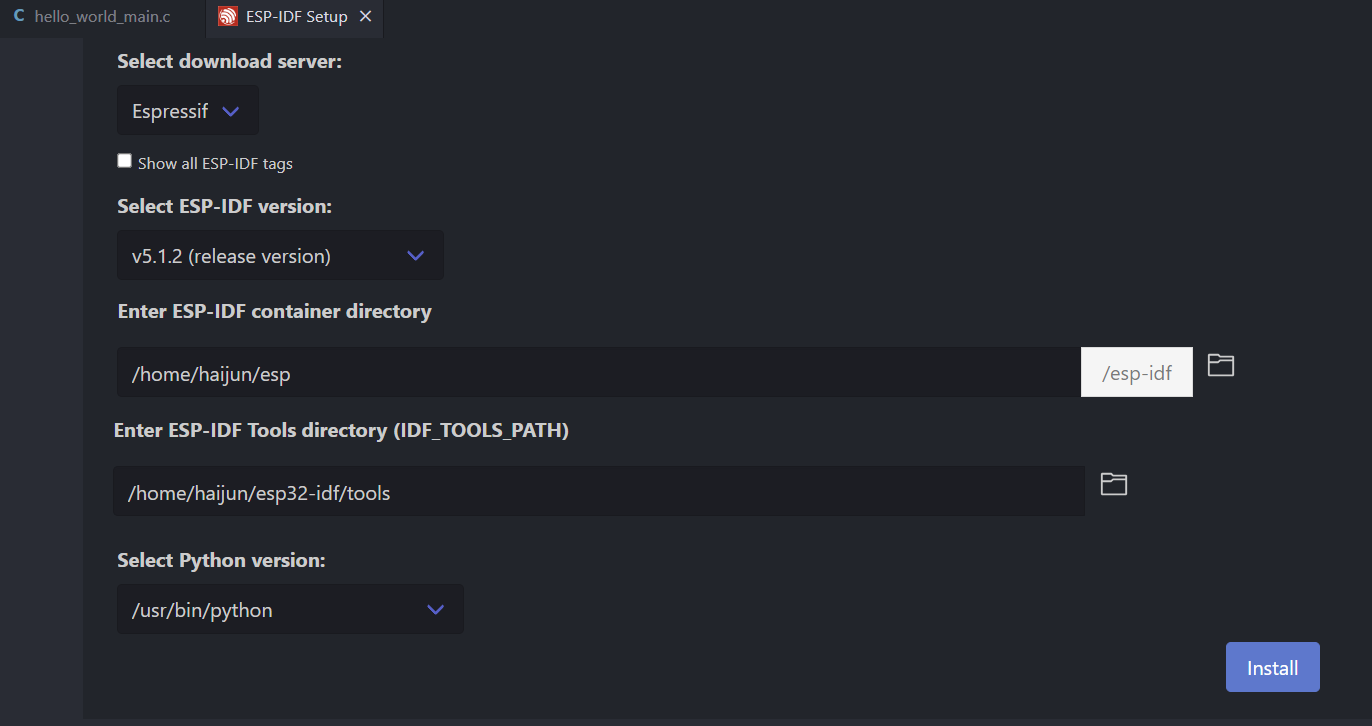 C hello_world_main.c
ESP-IDF Setup
Select download server:
Espressif
Show all ESP-IDF tags
Select ESP-IDF version:
v5.1.2 (release version)
Enter ESP-IDF container directory
/home/haijun/esp /esp-idf
Enter ESP-IDF Tools directory (IDF_TOOLS_PATH)
/home/haijun/esp32-idf/tools
Select Python version:
/usr/bin/python
Install